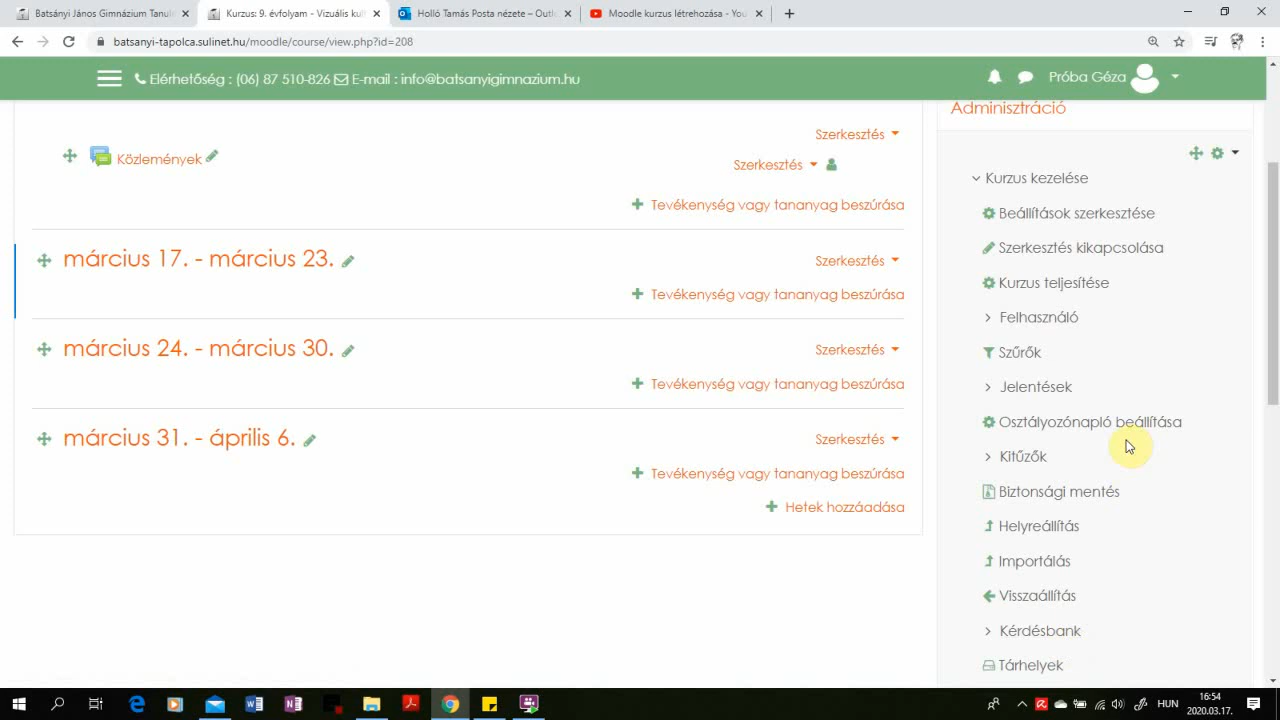 Batsányi János Gimnázium Tanul
Kurzus: 9. évfolyam - Vizuális kul
Holló Tamás Posta nézete – Outl
Moodle kurzus létrehozása - You
batsanyi-tapolca.sulinet.hu/moodle/course/view.php?id=208
Elérhetőség : (06) 87 510-826 E-mail : info@batsanyigimnazium.hu
Próba Géza
Szerkesztés
Közlemények
Szerkesztés
Tevékenység vagy tananyag beszúrása
március 17. - március 23.
Szerkesztés
Tevékenység vagy tananyag beszúrása
március 24. - március 30.
Szerkesztés
Tevékenység vagy tananyag beszúrása
március 31. - április 6.
Szerkesztés
Tevékenység vagy tananyag beszúrása
Hetek hozzáadása
Adminisztráció
Kurzus kezelése
Beállítások szerkesztése
Szerkesztés kikapcsolása
Kurzus teljesítése
Felhasználó
Szűrők
Jelentések
Osztályozónapló beállítása
Kitűzők
Biztonsági mentés
Helyreállítás
Importálás
Visszaállítás
Kérdésbank
Tárhelyek
HUN
16:54
2020.03.17.